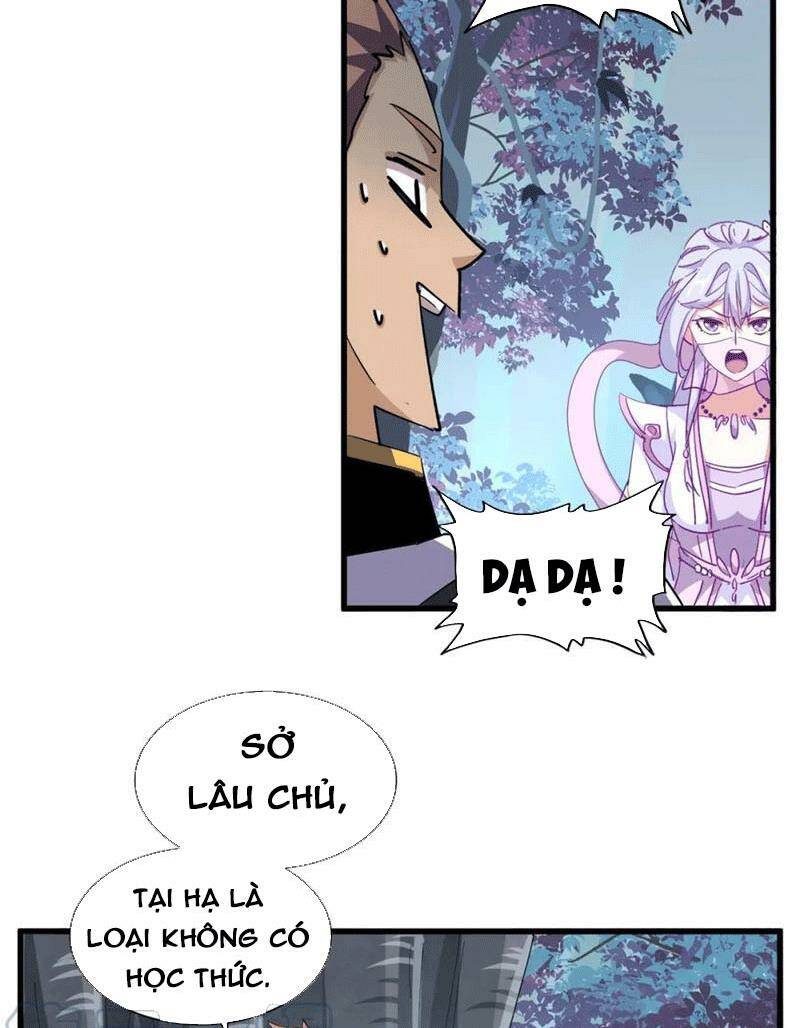 DẠ DẠ!
SỞ
LÂU CHỦ,
TẠI HẠ LÀ
LOẠI KHÔNG CÓ
HỌC THỨC.